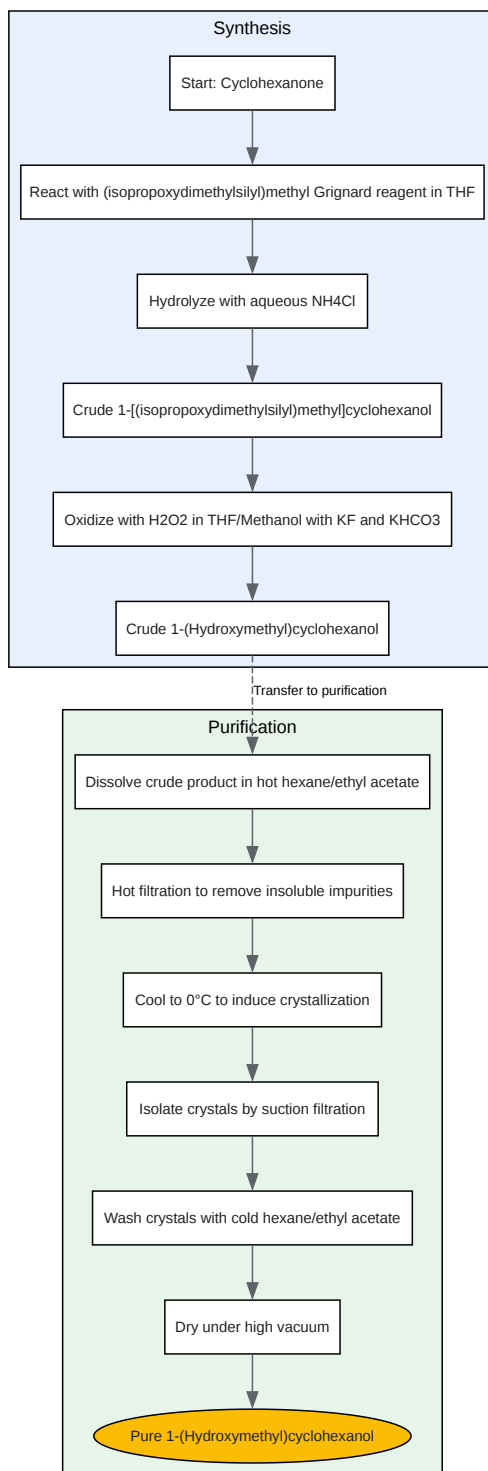 Synthesis
Start: Cyclohexanone
React with (isopropoxydimethylsilyl)methyl Grignard reagent in THF
Hydrolyze with aqueous NH4Cl
Crude 1-[(isopropoxydimethylsilyl)methyl]cyclohexanol
Oxidize with H2O2 in THF/Methanol with KF and KHCO3
Crude 1-(Hydroxymethyl)cyclohexanol
Transfer to purification
Purification
Dissolve crude product in hot hexane/ethyl acetate
Hot filtration to remove insoluble impurities
Cool to 0°C to induce crystallization
Isolate crystals by suction filtration
Wash crystals with cold hexane/ethyl acetate
Dry under high vacuum
Pure 1-(Hydroxymethyl)cyclohexanol